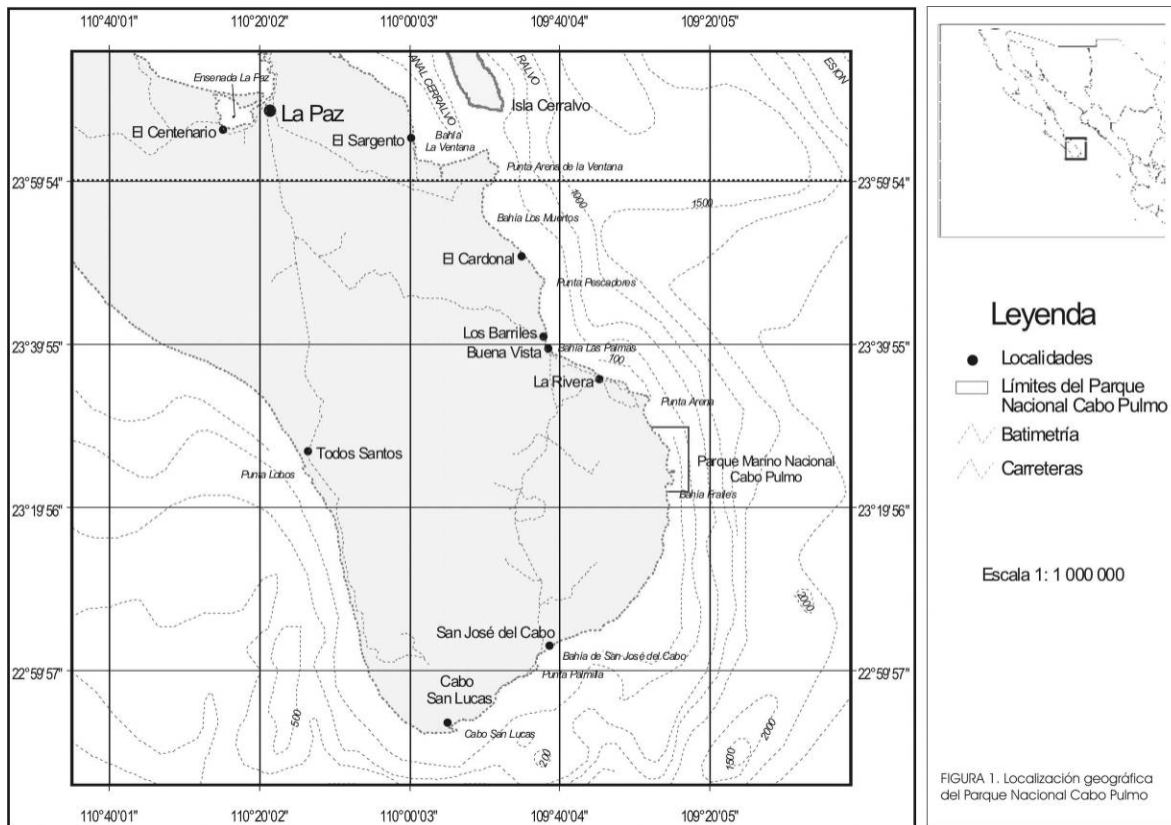 110°40'01"
110°20'02"
110°00'03"
109°40'04"
109°20'05"
Ensenada La Paz
La Paz
El Centenario
El Sargento
ANAL CERRALVO
RALVO
ESION
Isla Cerralvo
Bahía
La Ventana
Punta Arena de la Ventana
23°59'54"
23°59'54"
1000
1500
Bahía Los Muertos
El Cardonal
Punta Pescadores
Los Barriles
23°39'55"
23°39'55"
Buena Vista
Bahía Las Palmas
700
La Rivera
Punta Arena
Todos Santos
Punta Lobos
Parque Marino Nacional
Cabo Pulmo
Bahía Frailes
23°19'56"
23°19'56"
2000
San José del Cabo
Bahía de San José del Cabo
22°59'57"
22°59'57"
Punta Palmilla
Cabo
San Lucas
Cabo San Lucas
500
200
1500
2000
110°40'01"
110°20'02"
110°00'03"
109°40'04"
109°20'05"
Leyenda
Localidades
Límites del Parque
Nacional Cabo Pulmo
Batimetría
Carreteras
Escala 1: 1 000 000
FIGURA 1. Localización geográfica
del Parque Nacional Cabo Pulmo